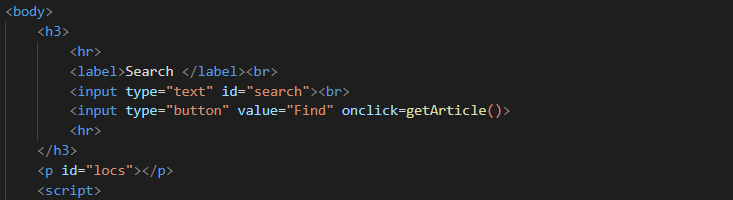 <body>
<h3>
<hr>
<label>Search </label><br>
<input type="text" id="search"><br>
<input type="button" value="Find" onclick=getArticle()>
<hr>
</h3>
<p id="locs"></p>
<script>